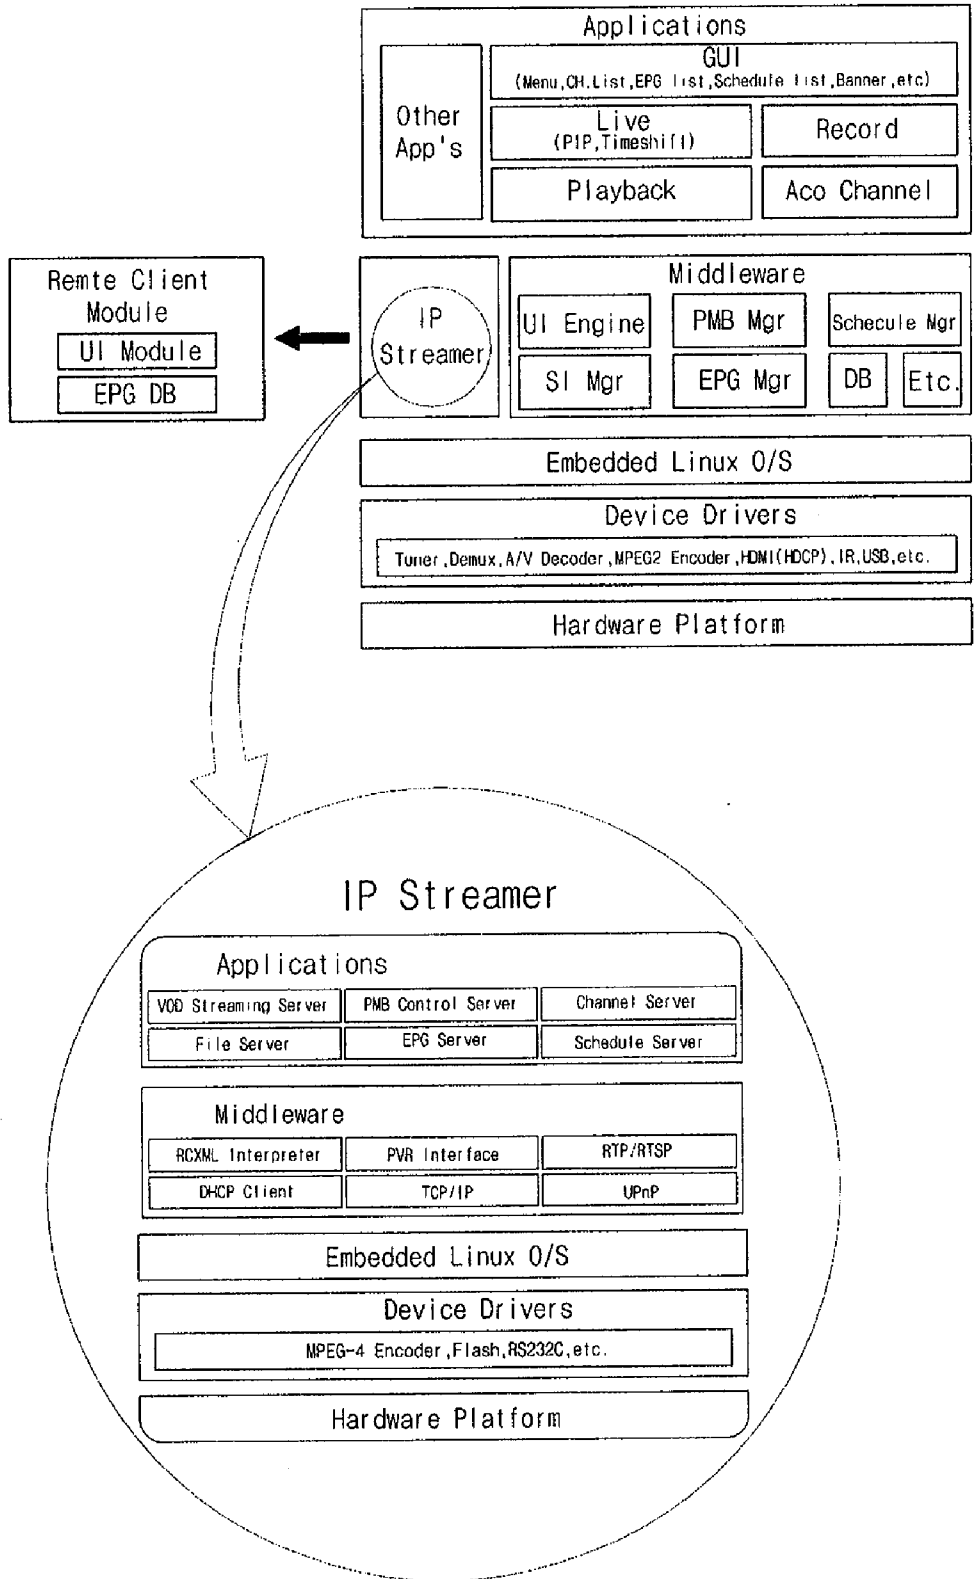 Applications
GUI
(Menu,CH.List,EPG list,Schedule list,Banner,etc)
Other
App's
Live
(PIP,Timeshift)
Record
Playback
Aco Channel
Remte Client
Module
UI Module
EPG DB
IP
Streamer
Middleware
UI Engine
PMB Mgr
Schecule Mgr
SI Mgr
EPG Mgr
DB
Etc.
Embedded Linux O/S
Device Drivers
Tuner,Demux,A/V Decoder,MPEG2 Encoder,HDMI(HDCP),IR,USB,etc.
Hardware Platform
IP Streamer
Applications
VOD Streaming Server
PMB Control Server
Channel Server
File Server
EPG Server
Schedule Server
Middleware
RCXML Interpreter
PVR Interface
RTP/RTSP
DHCP Client
TCP/IP
UPnP
Embedded Linux O/S
Device Drivers
MPEG-4 Encoder,Flash,RS232C,etc.
Hardware Platform